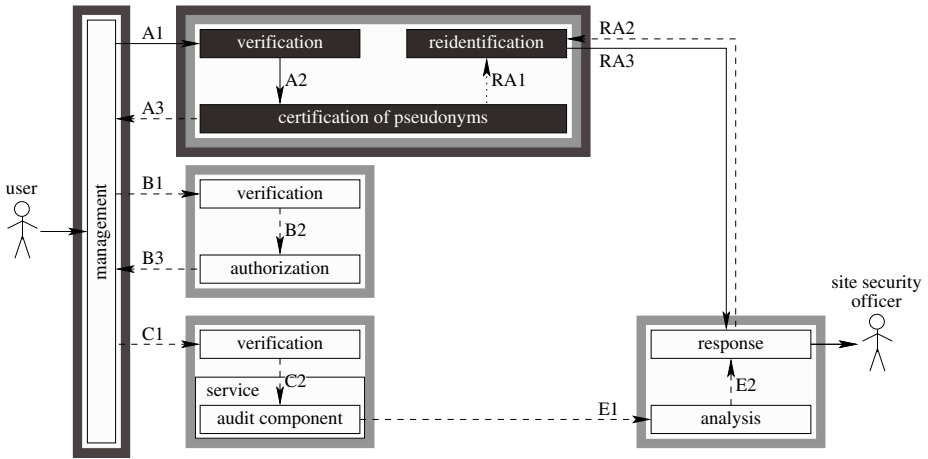 A1
verification
reidentification
RA2
RA3
A2
RA1
A3
certification of pseudonyms
user
management
B1
verification
B2
B3
authorization
site security
officer
C1
verification
response
C2
service
E2
audit component
E1
analysis